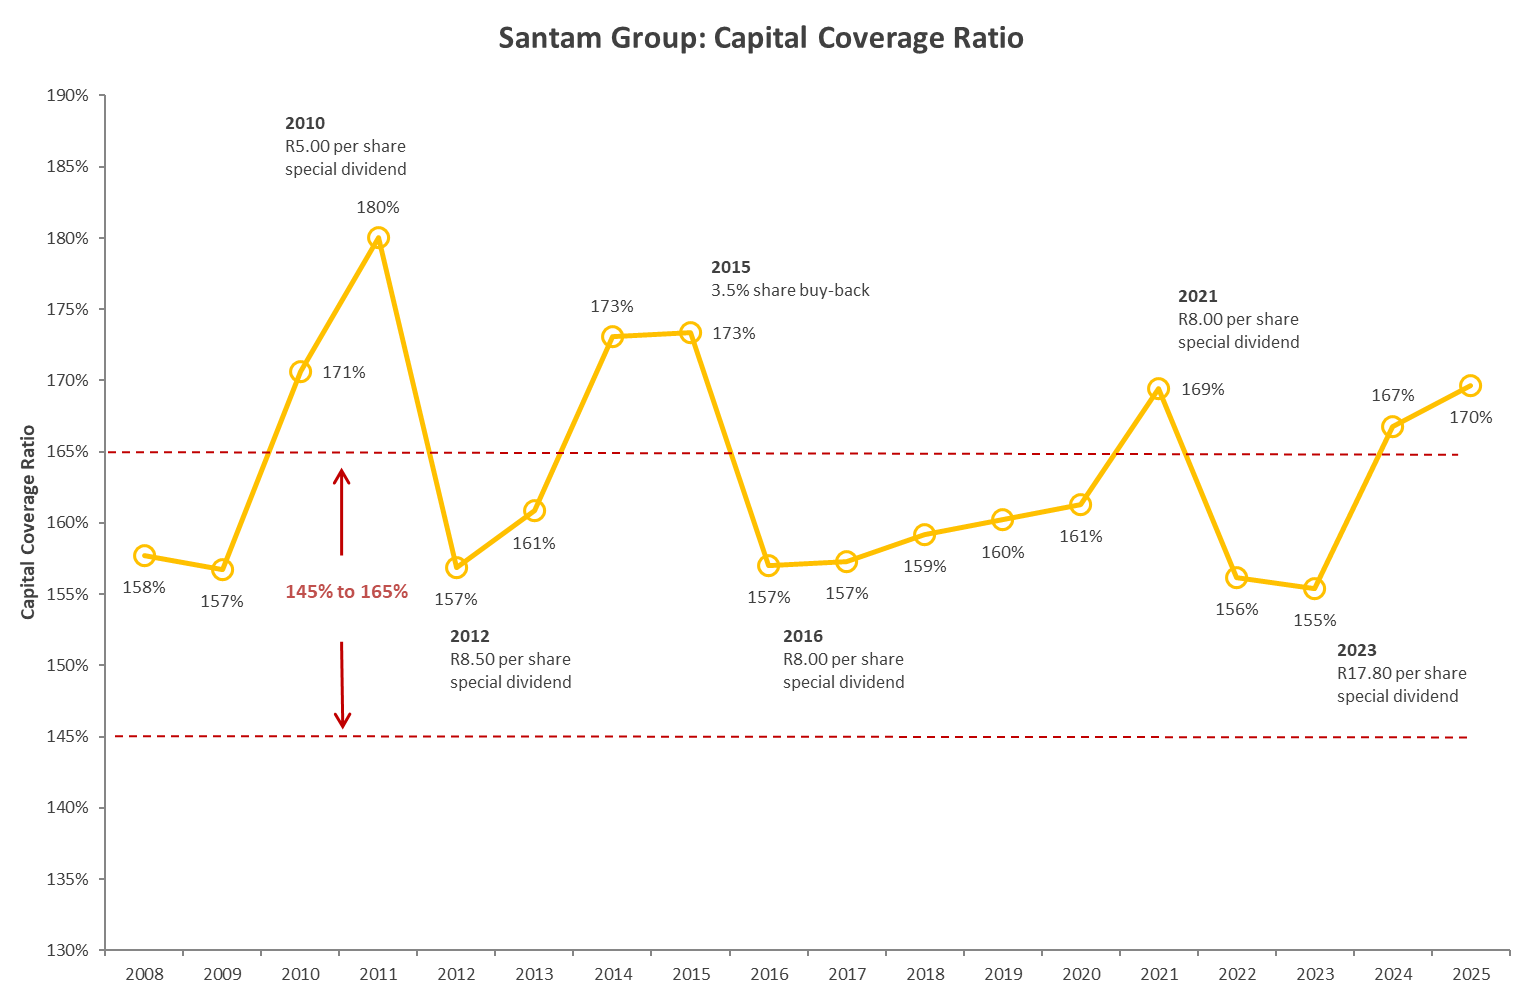 Santam Group: Capital Coverage Ratio
Capital Coverage Ratio
190%
185%
180%
175%
170%
165%
160%
155%
150%
145%
140%
135%
130%
2010
R5.00 per share
special dividend
180%
171%
2015
3.5% share buy-back
173%
173%
2021
R8.00 per share
special dividend
169%
167%
170%
158%
157%
145% to 165%
157%
161%
157%
157%
159%
160%
161%
156%
155%
2012
R8.50 per share
special dividend
2016
R8.00 per share
special dividend
2023
R17.80 per share
special dividend
2008 2009 2010 2011 2012 2013 2014 2015 2016 2017 2018 2019 2020 2021 2022 2023 2024 2025